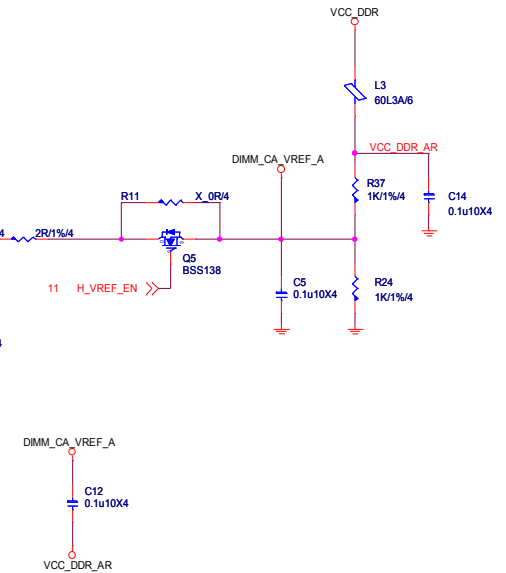 VCC_DDR
L3
60L3A/6
VCC_DDR_AR
DIMM_CA_VREF_A
R11
X_0R/4
R37
1K/1%/4
C14
0.1u10X4
4
2R/1%/4
Q5
BSS138
11 H_VREF_EN
C5
0.1u10X4
R24
1K/1%/4
DIMM_CA_VREF_A
C12
0.1u10X4
VCC_DDR_AR